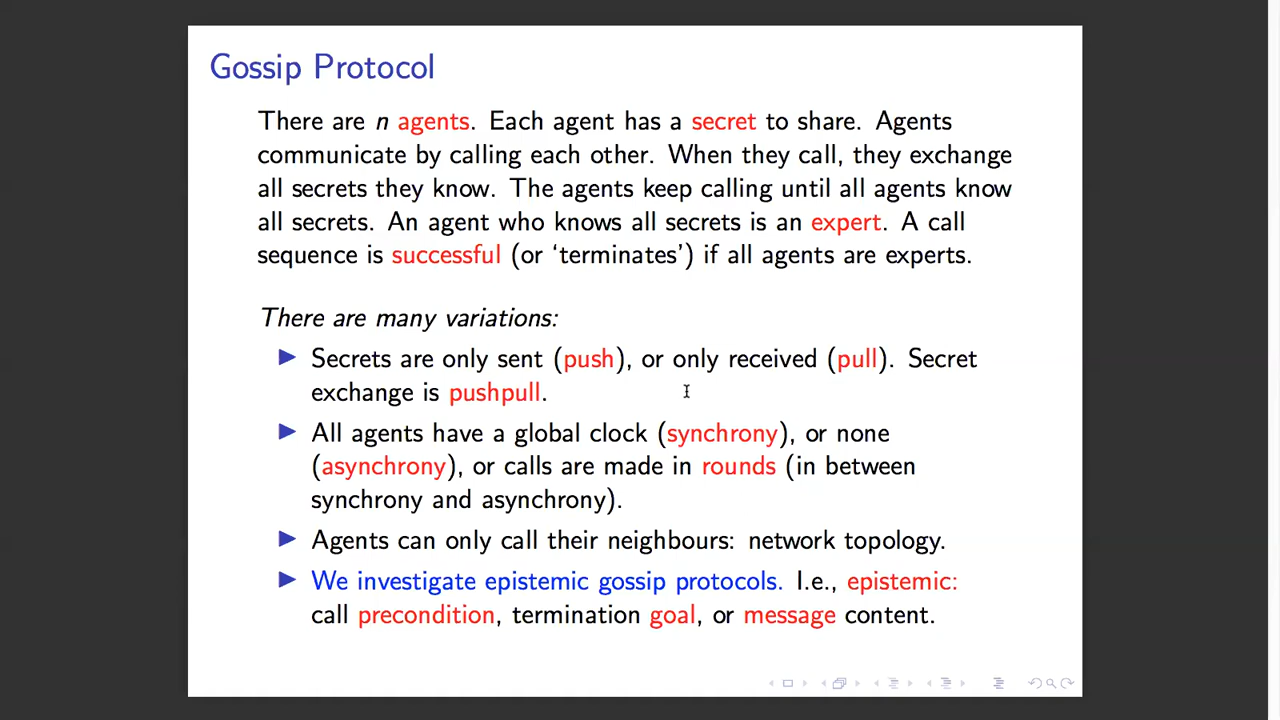 Gossip Protocol
There are n agents. Each agent has a secret to share. Agents
communicate by calling each other. When they call, they exchange
all secrets they know. The agents keep calling until all agents know
all secrets. An agent who knows all secrets is an expert. A call
sequence is successful (or ‘terminates’) if all agents are experts.
There are many variations:
Secrets are only sent (push), or only received (pull). Secret
exchange is pushpull.
All agents have a global clock (synchrony), or none
(asynchrony), or calls are made in rounds (in between
synchrony and asynchrony).
Agents can only call their neighbours: network topology.
We investigate epistemic gossip protocols. I.e., epistemic:
call precondition, termination goal, or message content.